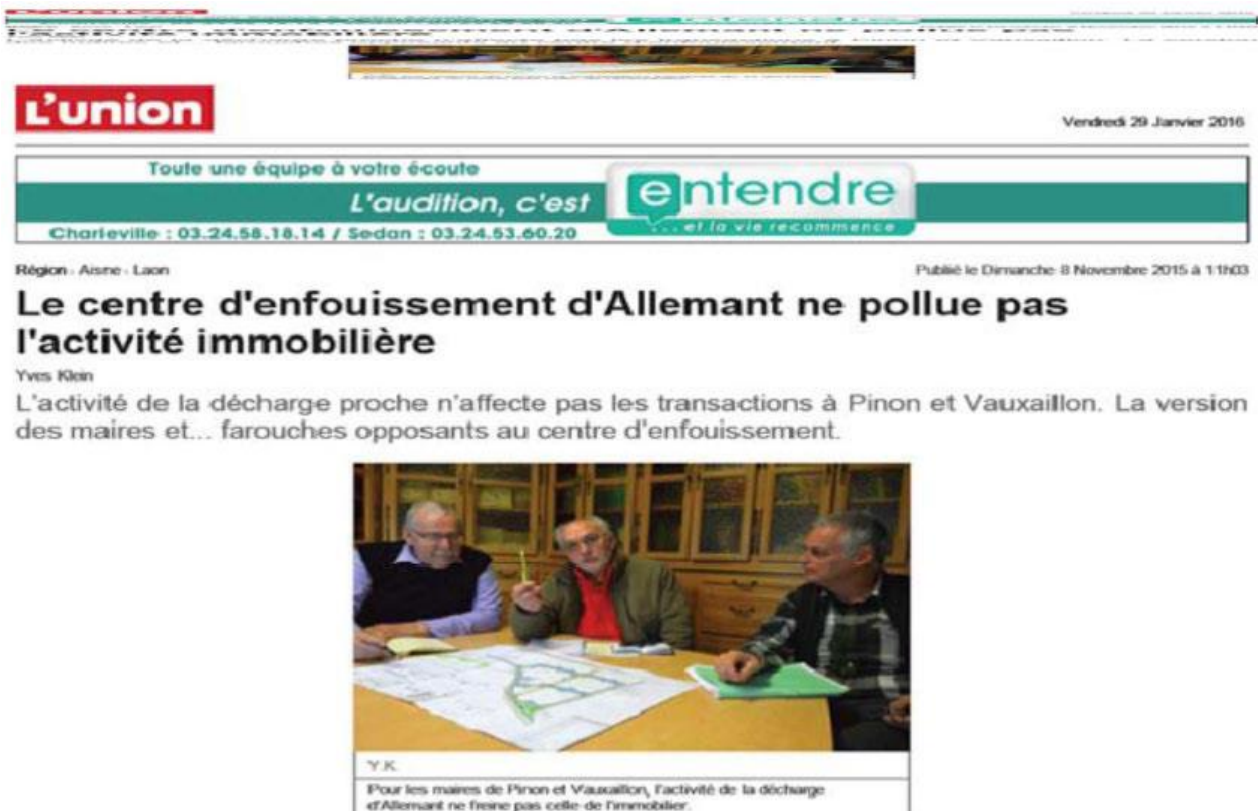 L'union
Vendredi 29 Janvier 2016
Toute une équipe à votre écoute
L'audition, c'est
entendre
... et la vie recommence
Charleville : 03.24.58.18.14 / Sedan : 03.24.53.60.20
Région - Aisne - Laon
Publié le Dimanche 8 Novembre 2015 à 11h03
Le centre d'enfouissement d'Allemant ne pollue pas
l'activité immobilière
Yves Klein
L'activité de la décharge proche n'affecte pas les transactions à Pinon et Vauxaillon. La version
des maires et... farouches opposants au centre d'enfouissement.
Y.K.
Pour les maires de Pinon et Vauxaillon, l'activité de la décharge
d'Allemant ne freine pas celle de l'immobilier.